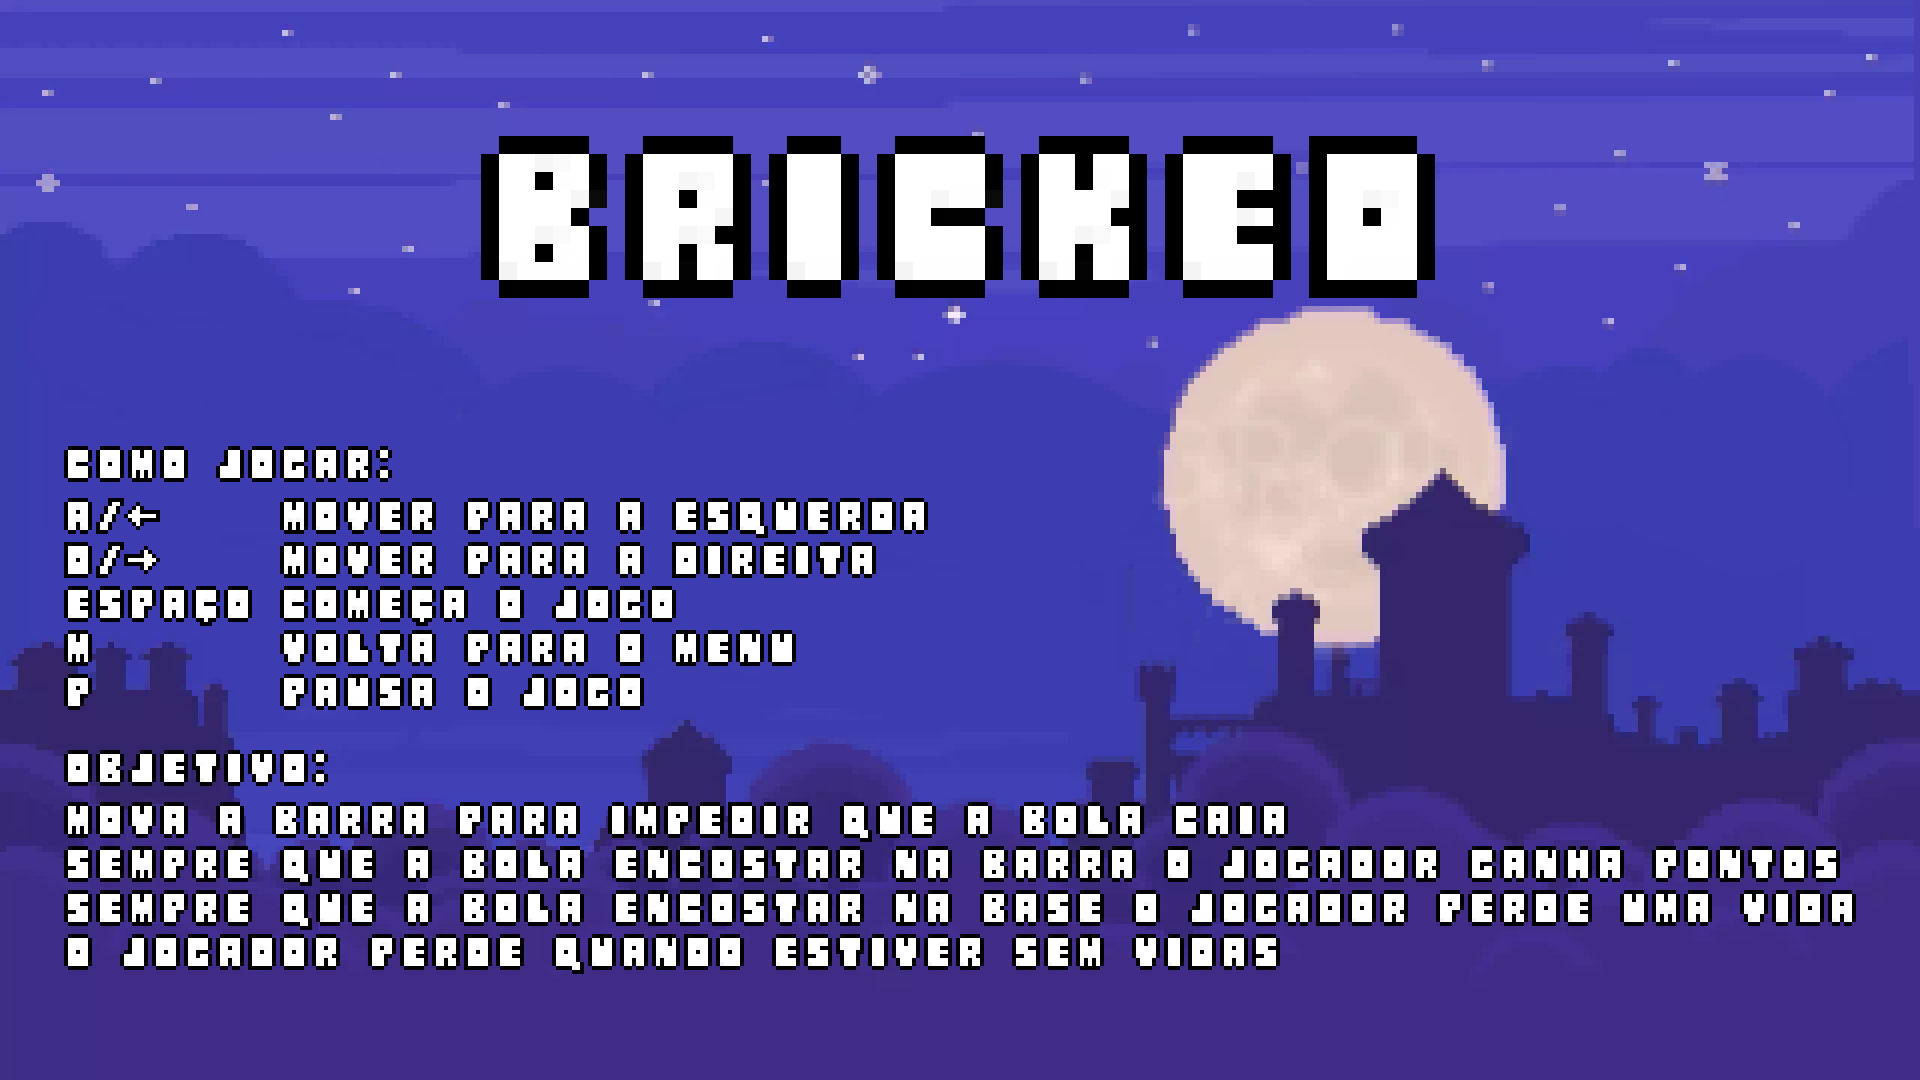 BRICKED
COMO JOGAR:
A/← MOVER PARA A ESQUERDA
D/→ MOVER PARA A DIREITA
ESPAÇO COMEÇA O JOGO
M VOLTA PARA O MENU
P PAUSA O JOGO
OBJETIVO:
MOVA A BARRA PARA IMPEDIR QUE A BOLA CAIA
SEMPRE QUE A BOLA ENCOSTAR NA BARRA O JOGADOR GANHA PONTOS
SEMPRE QUE A BOLA ENCOSTAR NA BASE O JOGADOR PERDE UMA VIDA
O JOGADOR PERDE QUANDO ESTIVER SEM VIDAS